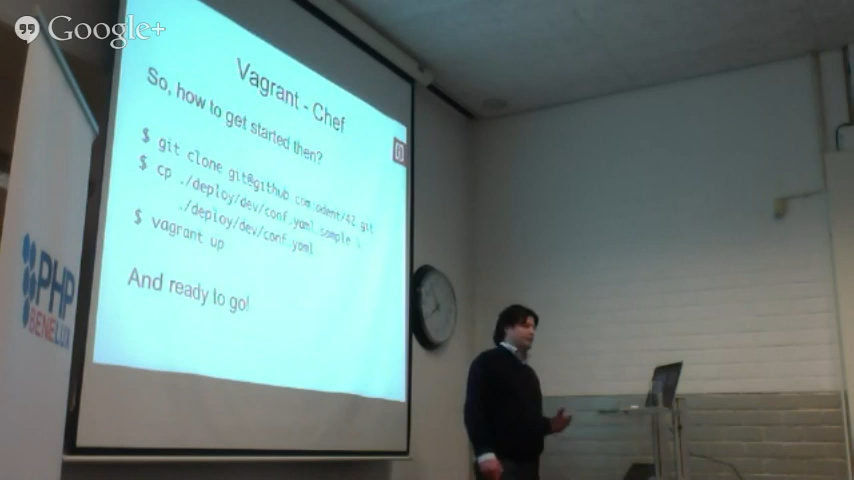 Google+
Vagrant - Chef
So, how to get started then?
$ git clone git@github.com:odent/42.git
$ cp ./deploy/dev/conf.yaml.sample \
./deploy/dev/conf.yaml
$ vagrant up
And ready to go!
PHP
BENELUX